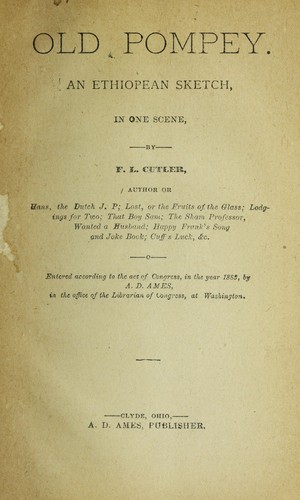 OLD POMPEY.
AN ETHIOPEAN SKETCH,
IN ONE SCENE,
—BY—
F. L. CUTLER,
AUTHOR OR
Hans, the Dutch J. P; Lost, or the Fruits of the Glass; Lodg-
ings for Two; That Boy Sam; The Sham Professor,
Wanted a Husband; Happy Frank's Song
and Joke Book; Cuff's Luck, &c.
—O—
Entered according to the act of Congress, in the year 1882, by
A. D. AMES,
in the office of the Librarian of Congress, at Washington.
—CLYDE, OHIO,—
A. D. AMES, PUBLISHER.